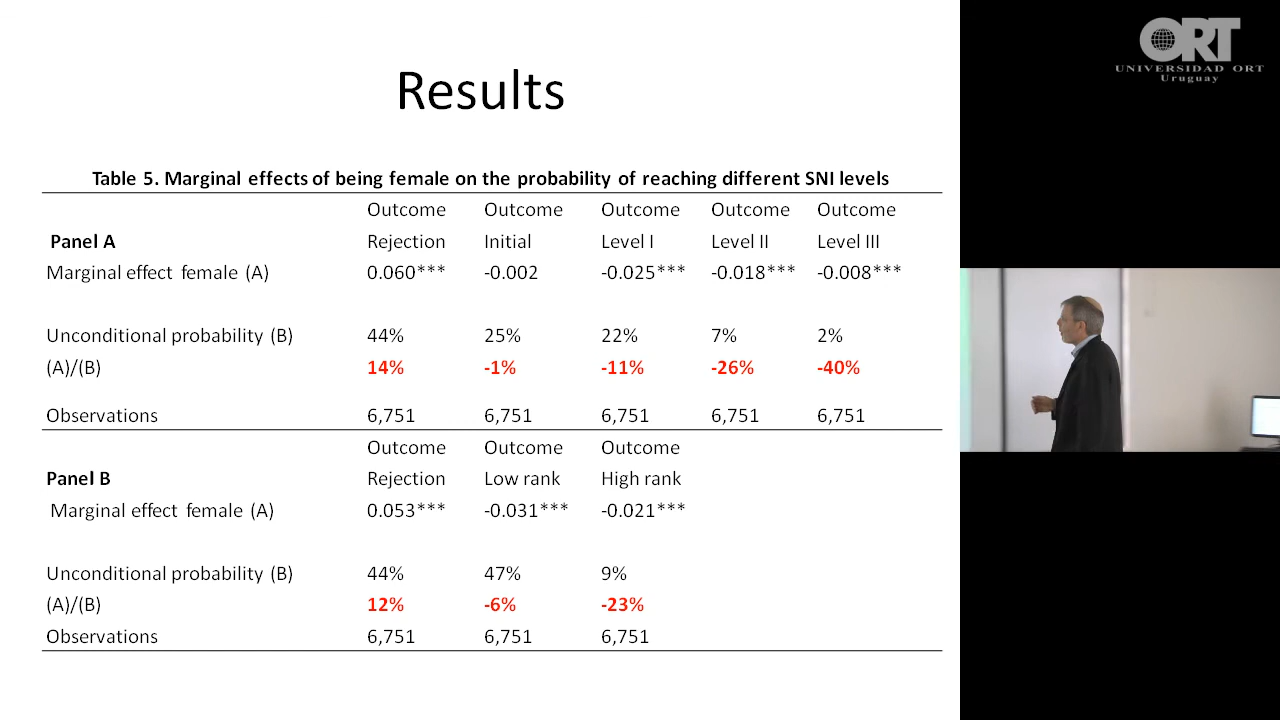 Results
Table 5. Marginal effects of being female on the probability of reaching different SNI levels
Outcome Outcome Outcome Outcome Outcome
Panel A Rejection Initial Level I Level II Level III
Marginal effect female (A) 0.060*** -0.002 -0.025*** -0.018*** -0.008***
Unconditional probability (B) 44% 25% 22% 7% 2%
(A)/(B) 14% -1% -11% -26% -40%
Observations 6,751 6,751 6,751 6,751 6,751
Outcome Outcome Outcome
Panel B Rejection Low rank High rank
Marginal effect female (A) 0.053*** -0.031*** -0.021***
Unconditional probability (B) 44% 47% 9%
(A)/(B) 12% -6% -23%
Observations 6,751 6,751 6,751
ORT
UNIVERSIDAD ORT
Uruguay